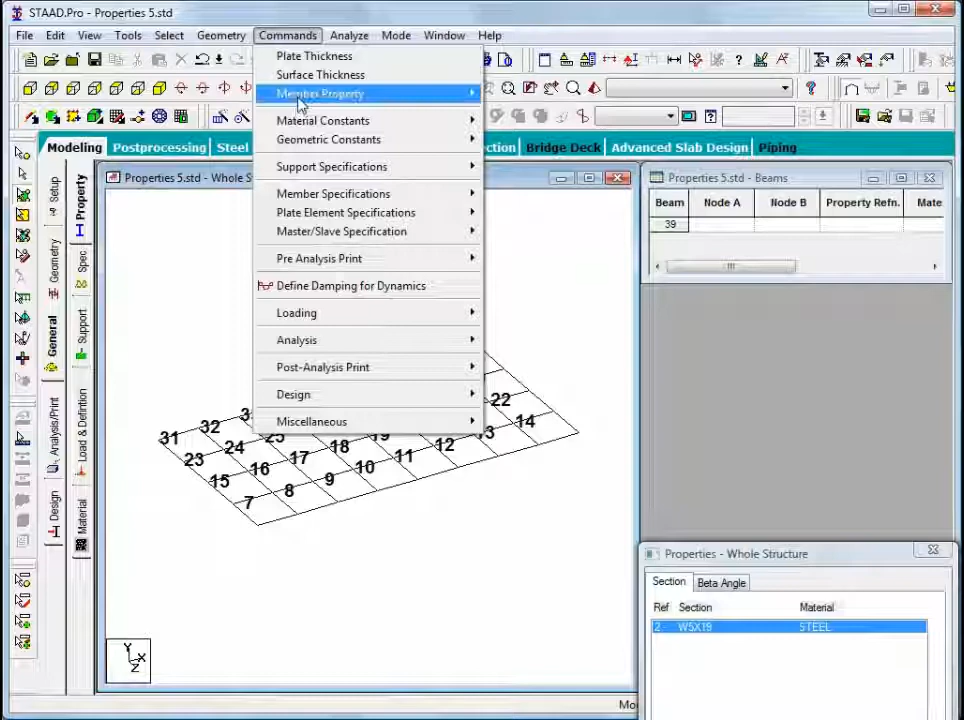 STAAD.Pro - Properties 5.std
File Edit View Tools Select Geometry Commands Analyze Mode Window Help
Plate Thickness
Surface Thickness
Member Property
Material Constants
Geometric Constants
Support Specifications
Member Specifications
Plate Element Specifications
Master/Slave Specification
Pre Analysis Print
Define Damping for Dynamics
Loading
Analysis
Post-Analysis Print
Design
Miscellaneous
Modeling Postprocessing Steel
Bridge Deck Advanced Slab Design Piping
Setup
Geometry
General
Analysis/Print
Design
Property
Spec
Support
Load & Definition
Material
Properties 5.std - Whole S
22
14
31 32 3
23 24 25 18 19 12 13
15 16 17 10 11
7 8 9
Y
X
Z
Properties 5.std - Beams
Beam Node A Node B Property Refn. Mate
39
Properties - Whole Structure
Section Beta Angle
Ref Section Material
2 W5X19 STEEL
Mo